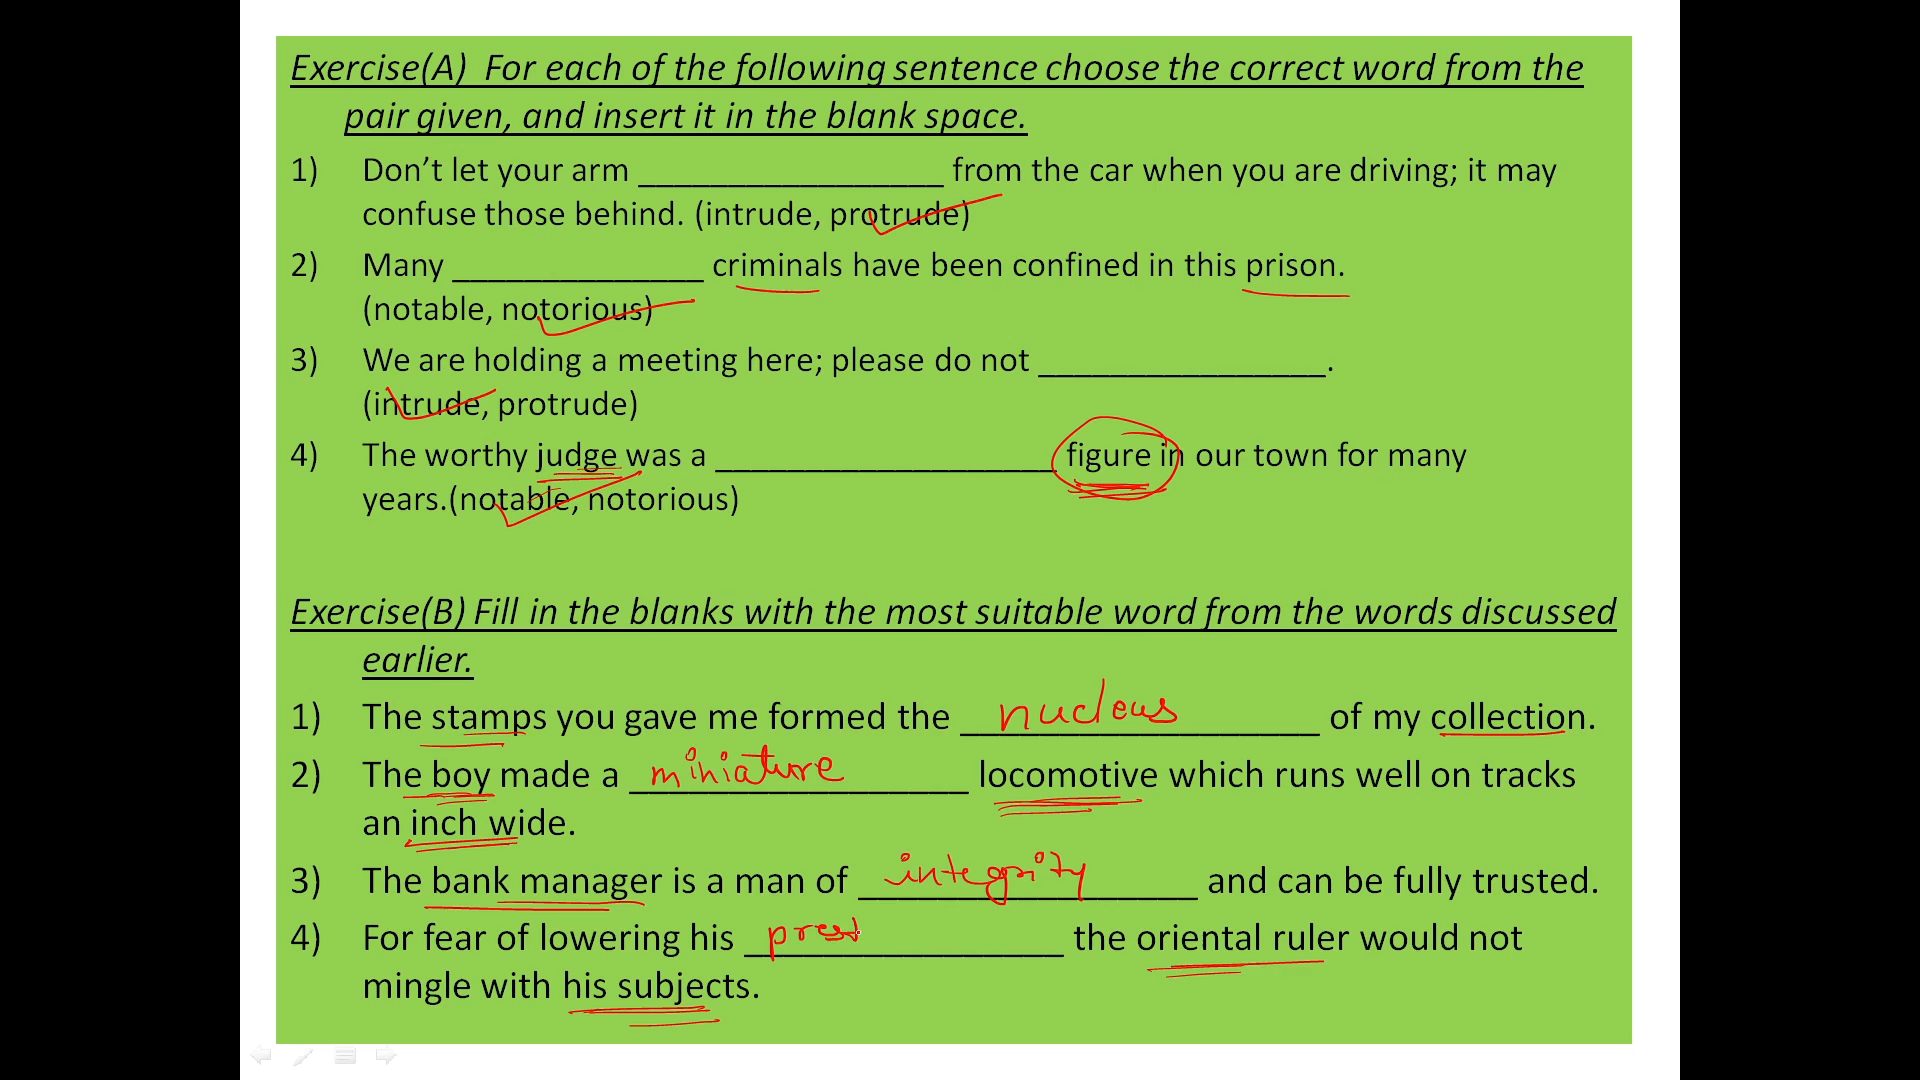 Exercise(A) For each of the following sentence choose the correct word from the
pair given, and insert it in the blank space.
1) Don’t let your arm _________________ from the car when you are driving; it may
confuse those behind. (intrude, protrude)
2) Many ______________ criminals have been confined in this prison.
(notable, notorious)
3) We are holding a meeting here; please do not ________________.
(intrude, protrude)
4) The worthy judge was a ___________________ figure in our town for many
years.(notable, notorious)
Exercise(B) Fill in the blanks with the most suitable word from the words discussed
earlier.
1) The stamps you gave me formed the nucleus of my collection.
2) The boy made a miniature locomotive which runs well on tracks
an inch wide.
3) The bank manager is a man of integrity and can be fully trusted.
4) For fear of lowering his prest the oriental ruler would not
mingle with his subjects.